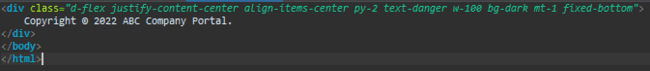 <div class="d-flex justify-content-center align-items-center py-2 text-danger w-100 bg-dark mt-1 fixed-bottom">
Copyright © 2022 ABC Company Portal.
</div>
</body>
</html>